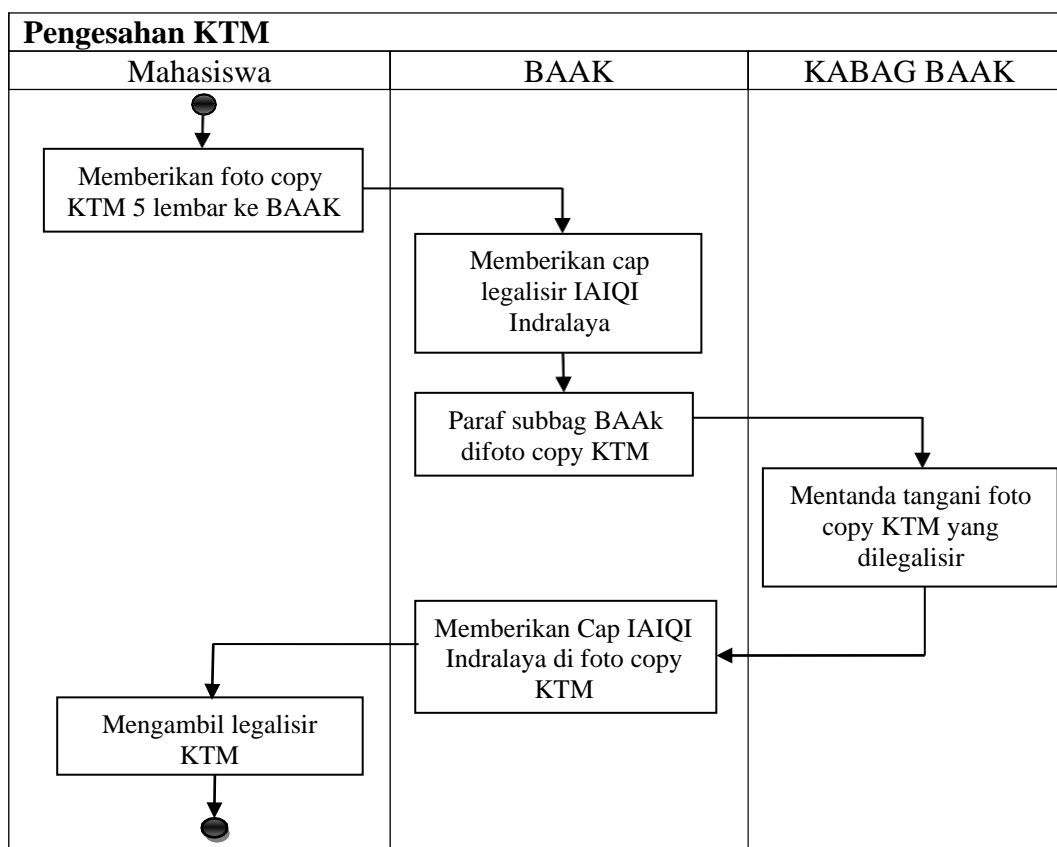 Pengesahan KTM
Mahasiswa
BAAK
KABAG BAAK
Memberikan foto copy
KTM 5 lembar ke BAAK
Memberikan cap
legalisir IAIQI
Indralaya
Paraf subbag BAAk
difoto copy KTM
Mentanda tangani foto
copy KTM yang
dilegalisir
Memberikan Cap IAIQI
Indralaya di foto copy
KTM
Mengambil legalisir
KTM